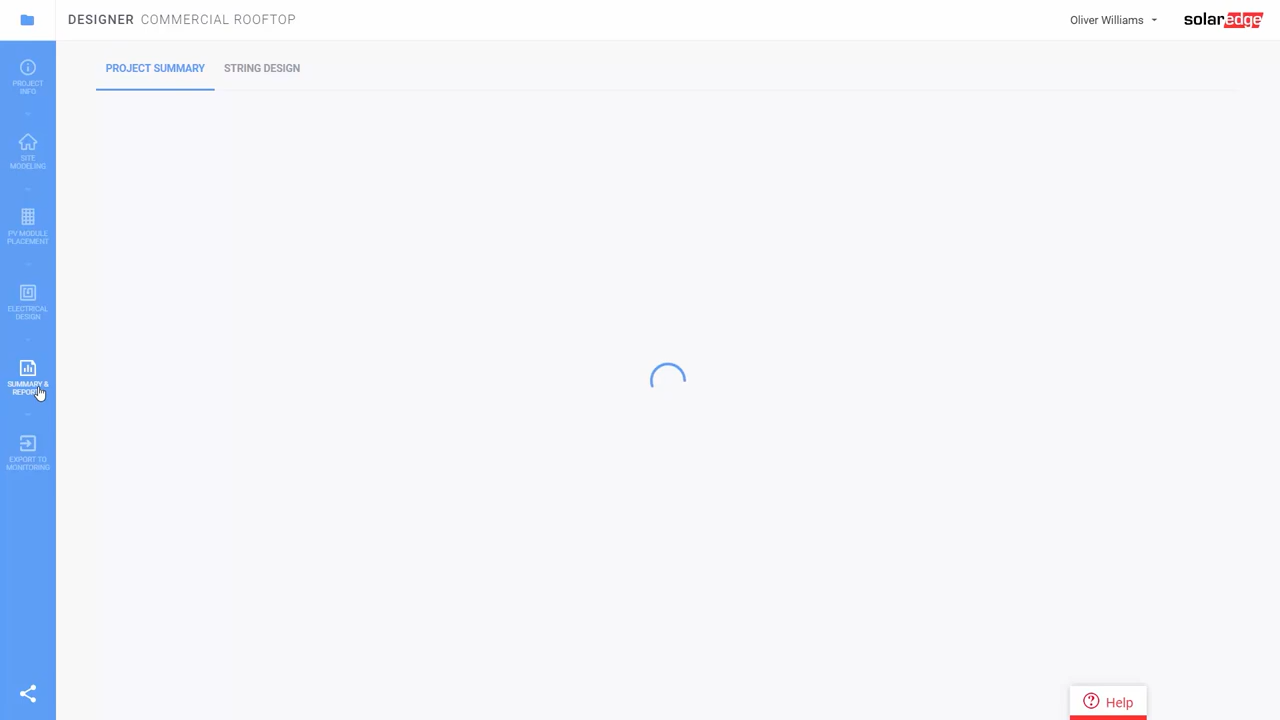 DESIGNER COMMERCIAL ROOFTOP
Oliver Williams
solaredge
PROJECT SUMMARY
STRING DESIGN
PROJECT
INFO
SITE
MODELING
PV MODULE
PLACEMENT
ELECTRICAL
DESIGN
SUMMARY &
EXPORT TO
MONITORING
Help